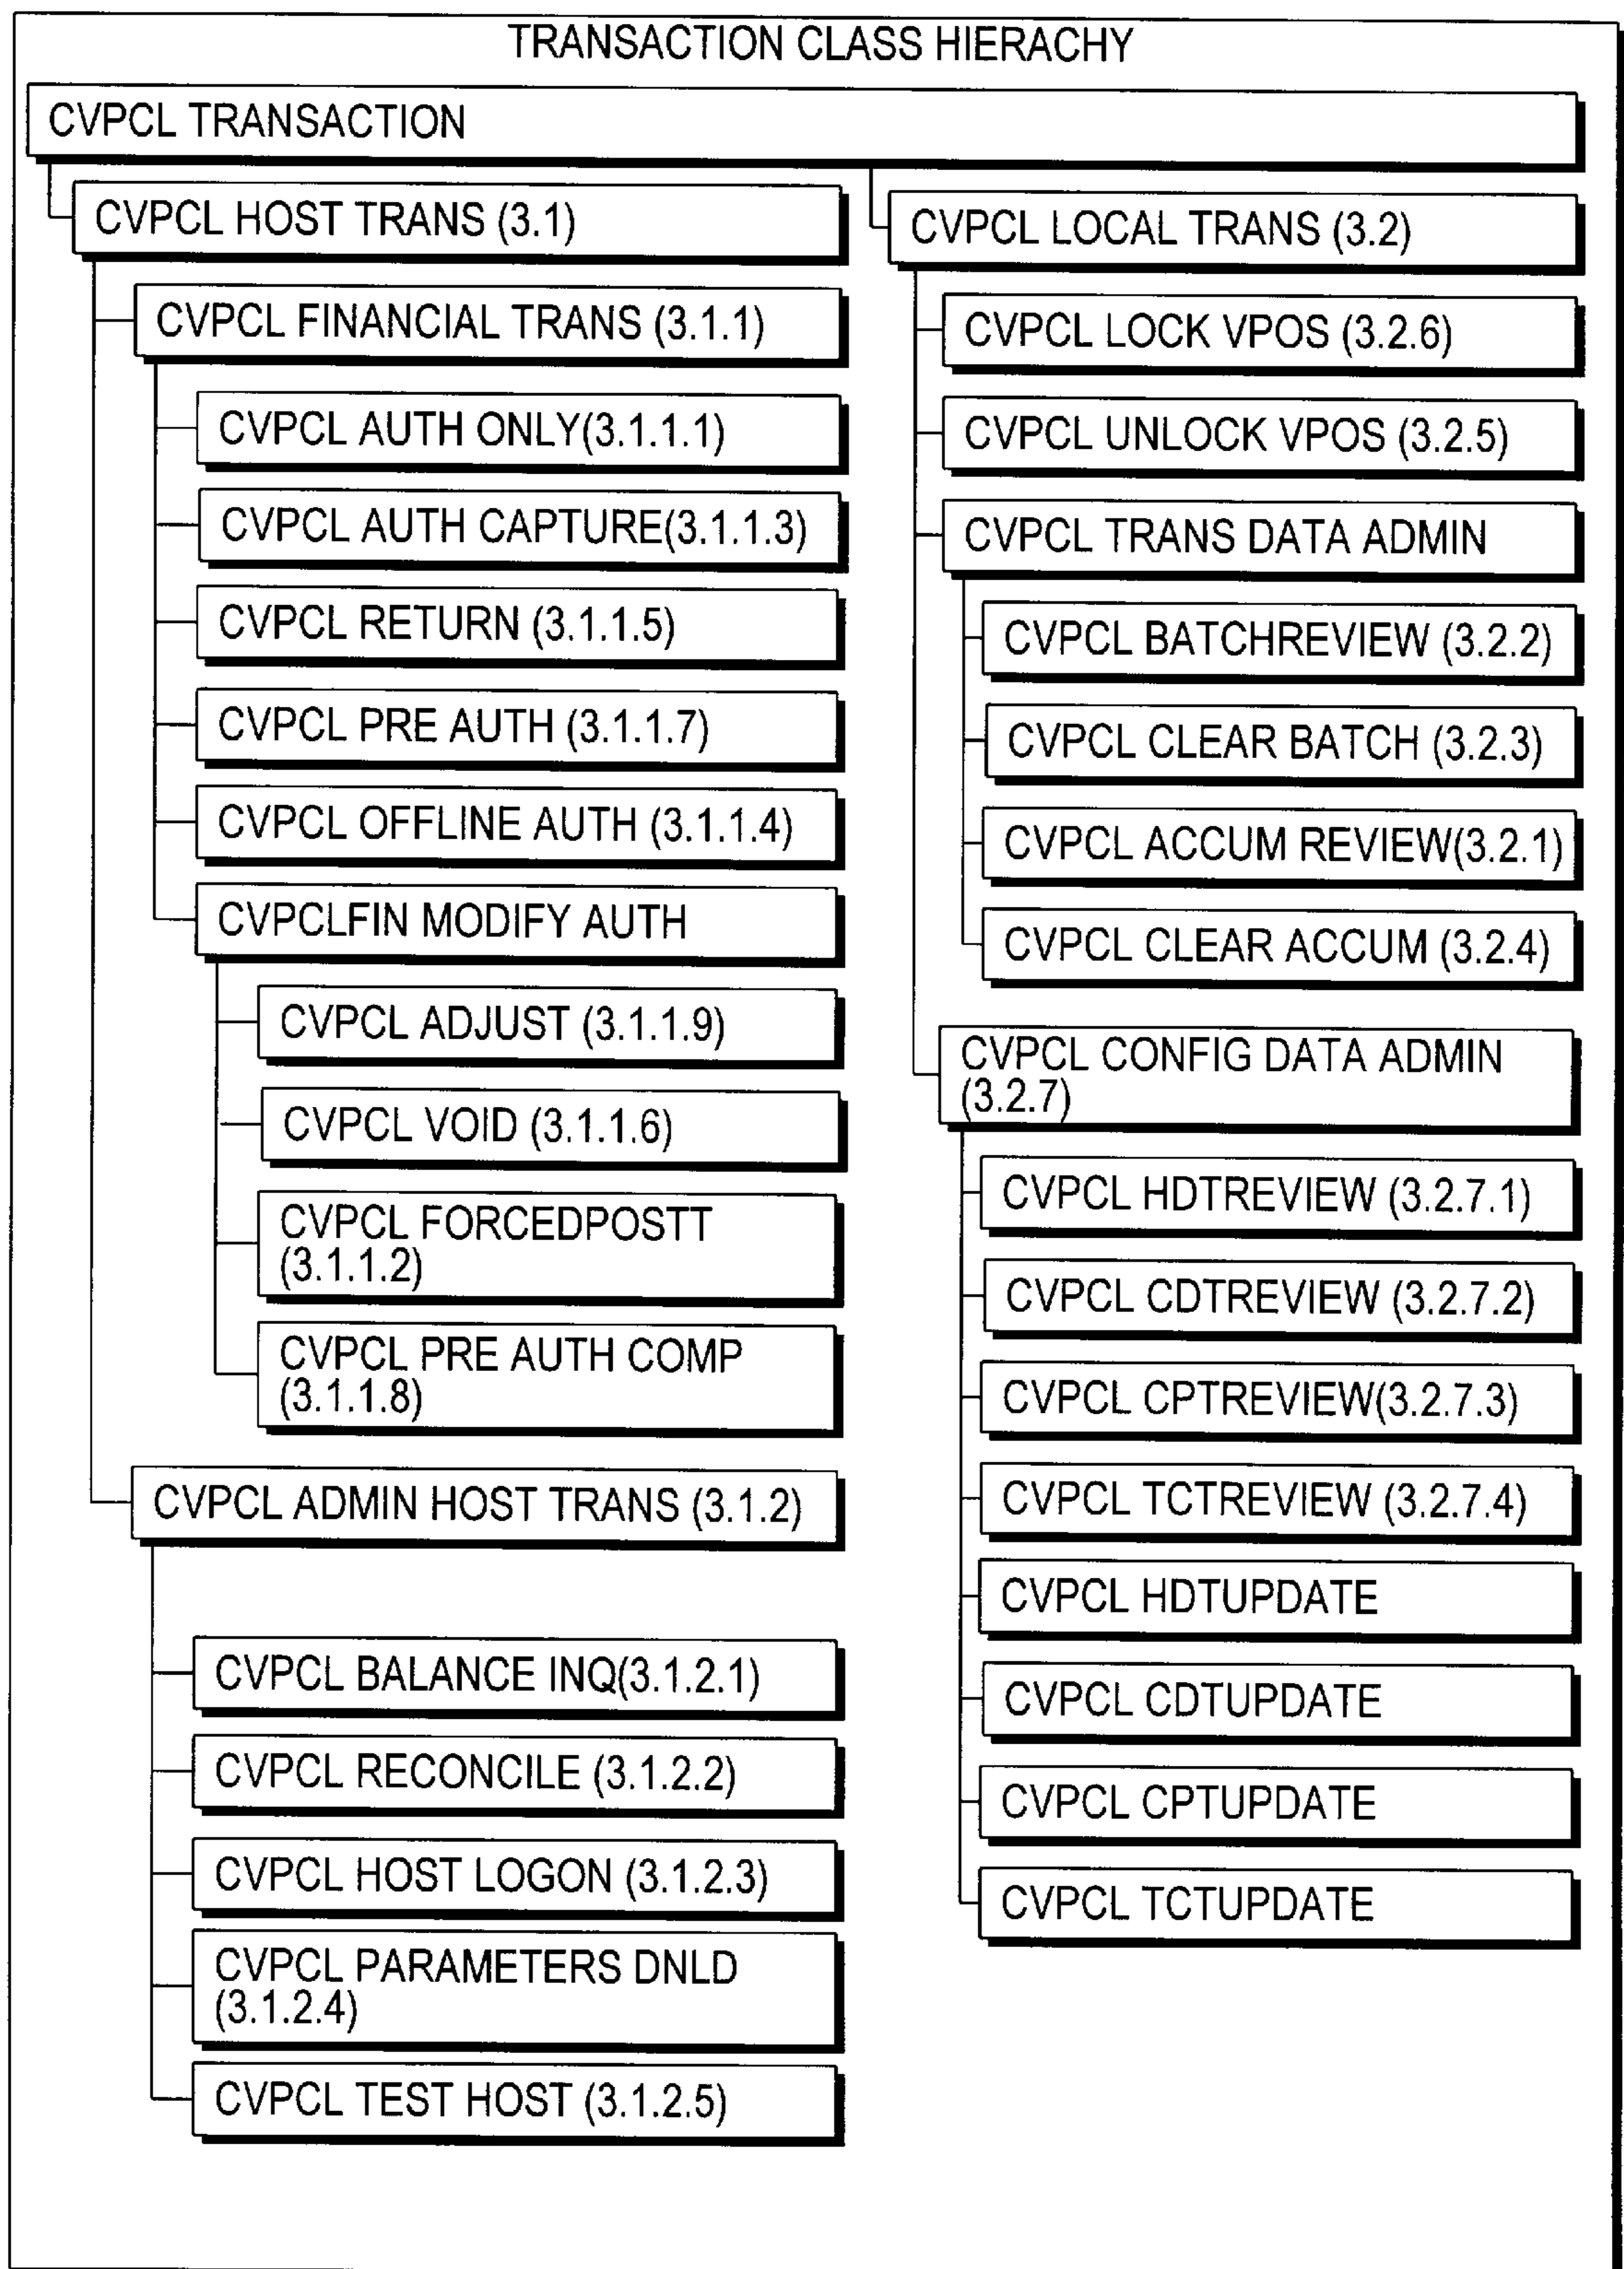 TRANSACTION CLASS HIERACHY
CVPCL TRANSACTION
CVPCL HOST TRANS (3.1)
CVPCL FINANCIAL TRANS (3.1.1)
CVPCL AUTH ONLY(3.1.1.1)
CVPCL AUTH CAPTURE(3.1.1.3)
CVPCL RETURN (3.1.1.5)
CVPCL PRE AUTH (3.1.1.7)
CVPCL OFFLINE AUTH (3.1.1.4)
CVPCLFIN MODIFY AUTH
CVPCL ADJUST (3.1.1.9)
CVPCL VOID (3.1.1.6)
CVPCL FORCEDPOSTT
(3.1.1.2)
CVPCL PRE AUTH COMP
(3.1.1.8)
CVPCL ADMIN HOST TRANS (3.1.2)
CVPCL BALANCE INQ(3.1.2.1)
CVPCL RECONCILE (3.1.2.2)
CVPCL HOST LOGON (3.1.2.3)
CVPCL PARAMETERS DNLD
(3.1.2.4)
CVPCL TEST HOST (3.1.2.5)
CVPCL LOCAL TRANS (3.2)
CVPCL LOCK VPOS (3.2.6)
CVPCL UNLOCK VPOS (3.2.5)
CVPCL TRANS DATA ADMIN
CVPCL BATCHREVIEW (3.2.2)
CVPCL CLEAR BATCH (3.2.3)
CVPCL ACCUM REVIEW(3.2.1)
CVPCL CLEAR ACCUM (3.2.4)
CVPCL CONFIG DATA ADMIN
(3.2.7)
CVPCL HDTREVIEW (3.2.7.1)
CVPCL CDTREVIEW (3.2.7.2)
CVPCL CPTREVIEW(3.2.7.3)
CVPCL TCTREVIEW (3.2.7.4)
CVPCL HDTUPDATE
CVPCL CDTUPDATE
CVPCL CPTUPDATE
CVPCL TCTUPDATE